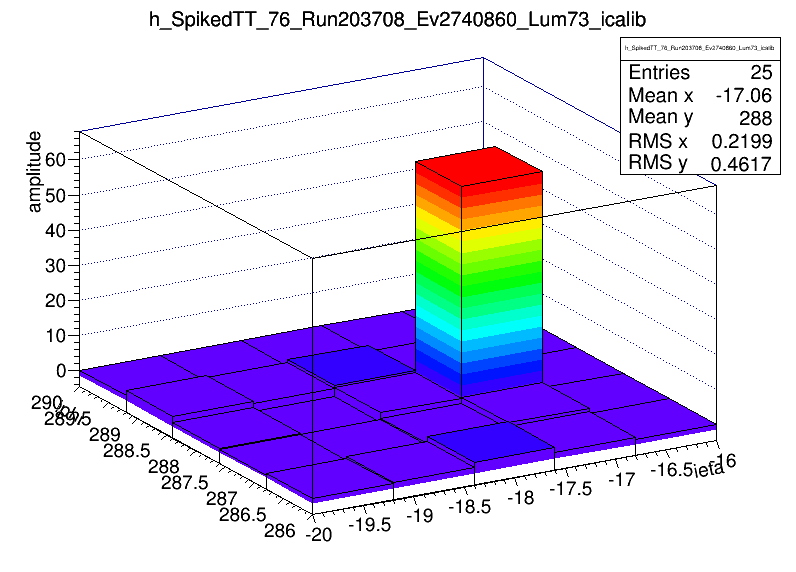 h_SpikedTT_76_Run203708_Ev2740860_Lum73_icalib
h_SpikedTT_76_Run203708_Ev2740860_Lum73_icalib
Entries 25
Mean x -17.06
Mean y 288
RMS x 0.2199
RMS y 0.4617
amplitude
60
50
40
30
20
10
0
290
289.5
289
288.5
288
287.5
287
286.5
286
-20
-19.5
-19
-18.5
-18
-17.5
-17
-16.5
-16
ieta